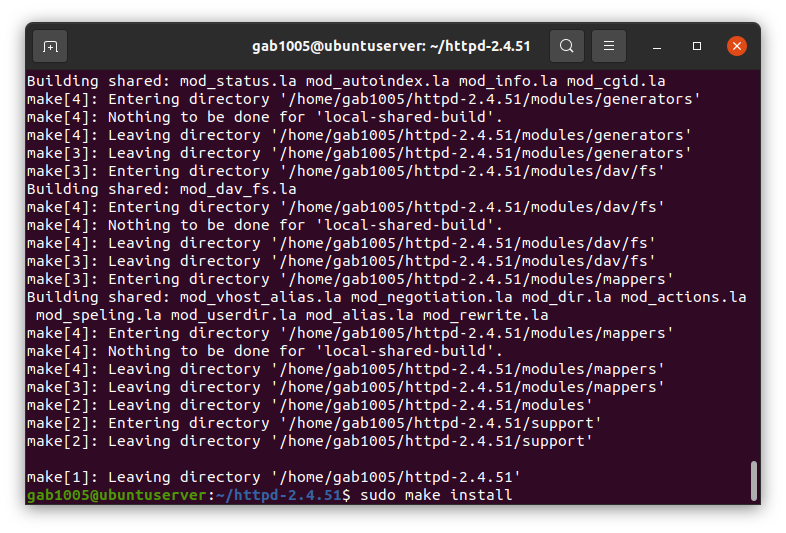 gab1005@ubuntuserver: ~/httpd-2.4.51
Building shared: mod_status.la mod_autoindex.la mod_info.la mod_cgid.la
make[4]: Entering directory '/home/gab1005/httpd-2.4.51/modules/generators'
make[4]: Nothing to be done for 'local-shared-build'.
make[4]: Leaving directory '/home/gab1005/httpd-2.4.51/modules/generators'
make[3]: Leaving directory '/home/gab1005/httpd-2.4.51/modules/generators'
make[3]: Entering directory '/home/gab1005/httpd-2.4.51/modules/dav/fs'
Building shared: mod_dav_fs.la
make[4]: Entering directory '/home/gab1005/httpd-2.4.51/modules/dav/fs'
make[4]: Nothing to be done for 'local-shared-build'.
make[4]: Leaving directory '/home/gab1005/httpd-2.4.51/modules/dav/fs'
make[3]: Leaving directory '/home/gab1005/httpd-2.4.51/modules/dav/fs'
make[3]: Entering directory '/home/gab1005/httpd-2.4.51/modules/mappers'
Building shared: mod_vhost_alias.la mod_negotiation.la mod_dir.la mod_actions.la
 mod_speling.la mod_userdir.la mod_alias.la mod_rewrite.la
make[4]: Entering directory '/home/gab1005/httpd-2.4.51/modules/mappers'
make[4]: Nothing to be done for 'local-shared-build'.
make[4]: Leaving directory '/home/gab1005/httpd-2.4.51/modules/mappers'
make[3]: Leaving directory '/home/gab1005/httpd-2.4.51/modules/mappers'
make[2]: Leaving directory '/home/gab1005/httpd-2.4.51/modules'
make[2]: Entering directory '/home/gab1005/httpd-2.4.51/support'
make[2]: Leaving directory '/home/gab1005/httpd-2.4.51/support'

make[1]: Leaving directory '/home/gab1005/httpd-2.4.51'
gab1005@ubuntuserver:~/httpd-2.4.51$ sudo make install